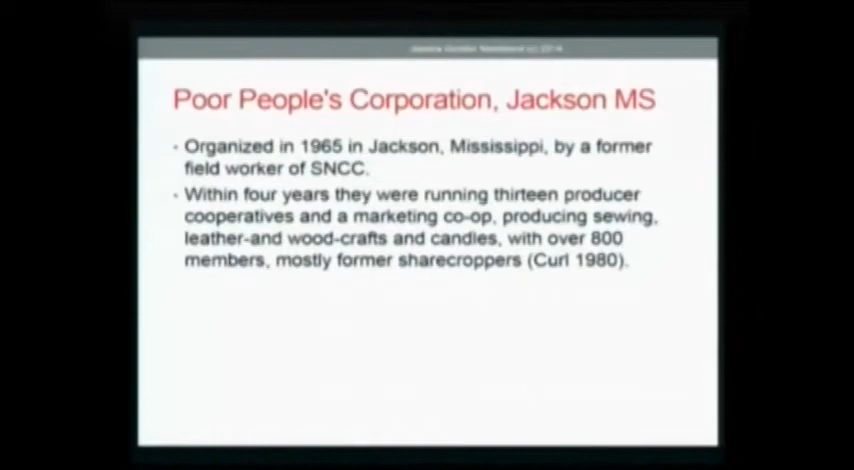 Poor People's Corporation, Jackson MS
· Organized in 1965 in Jackson, Mississippi, by a former
field worker of SNCC.
· Within four years they were running thirteen producer
cooperatives and a marketing co-op, producing sewing,
leather-and wood-crafts and candles, with over 800
members, mostly former sharecroppers (Curl 1980).